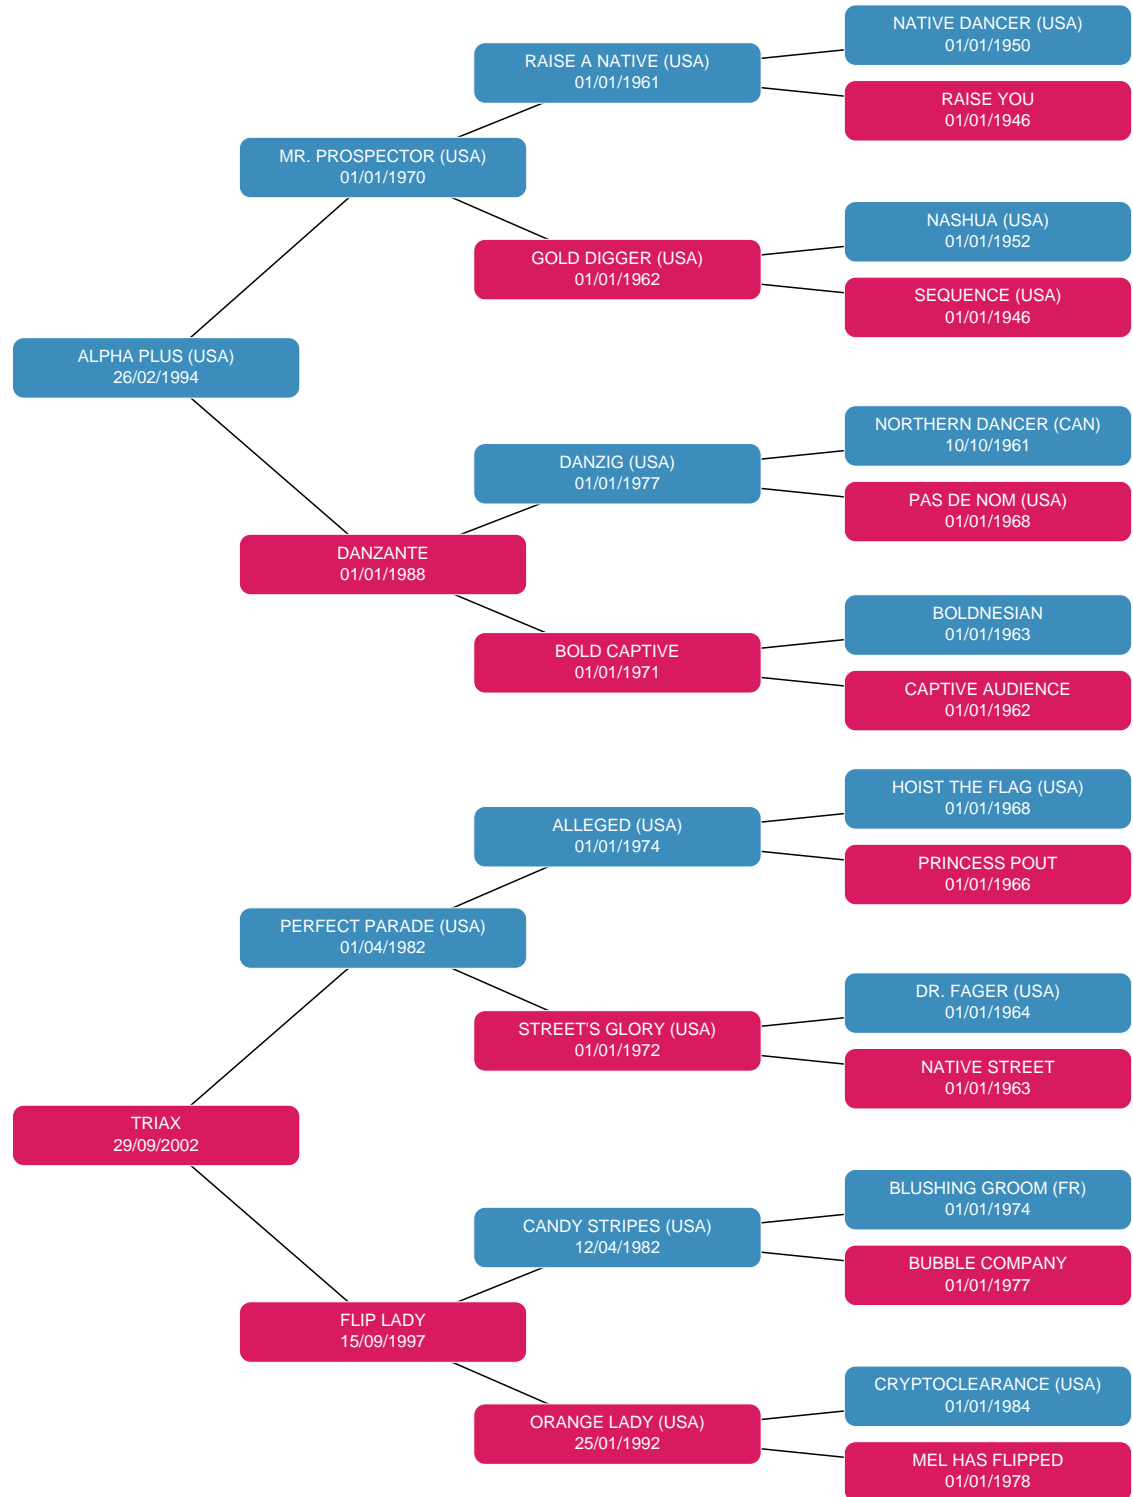 NATIVE DANCER (USA)
01/01/1950
RAISE A NATIVE (USA)
01/01/1961
RAISE YOU
01/01/1946
MR. PROSPECTOR (USA)
01/01/1970
NASHUA (USA)
01/01/1952
GOLD DIGGER (USA)
01/01/1962
SEQUENCE (USA)
01/01/1946
ALPHA PLUS (USA)
26/02/1994
NORTHERN DANCER (CAN)
10/10/1961
DANZIG (USA)
01/01/1977
PAS DE NOM (USA)
01/01/1968
DANZANTE
01/01/1988
BOLDNESIAN
01/01/1963
BOLD CAPTIVE
01/01/1971
CAPTIVE AUDIENCE
01/01/1962
HOIST THE FLAG (USA)
01/01/1968
ALLEGED (USA)
01/01/1974
PRINCESS POUT
01/01/1966
PERFECT PARADE (USA)
01/04/1982
DR. FAGER (USA)
01/01/1964
STREET'S GLORY (USA)
01/01/1972
NATIVE STREET
01/01/1963
TRIAX
29/09/2002
BLUSHING GROOM (FR)
01/01/1974
CANDY STRIPES (USA)
12/04/1982
BUBBLE COMPANY
01/01/1977
FLIP LADY
15/09/1997
CRYPTOCLEARANCE (USA)
01/01/1984
ORANGE LADY (USA)
25/01/1992
MEL HAS FLIPPED
01/01/1978